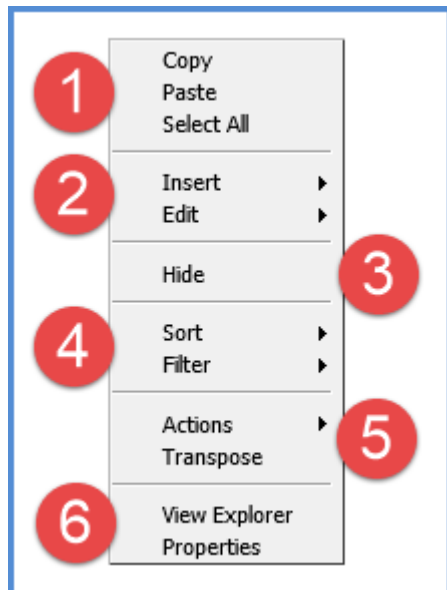 1
Copy
Paste
Select All
2
Insert
Edit
Hide
3
4
Sort
Filter
Actions
5
Transpose
6
View Explorer
Properties